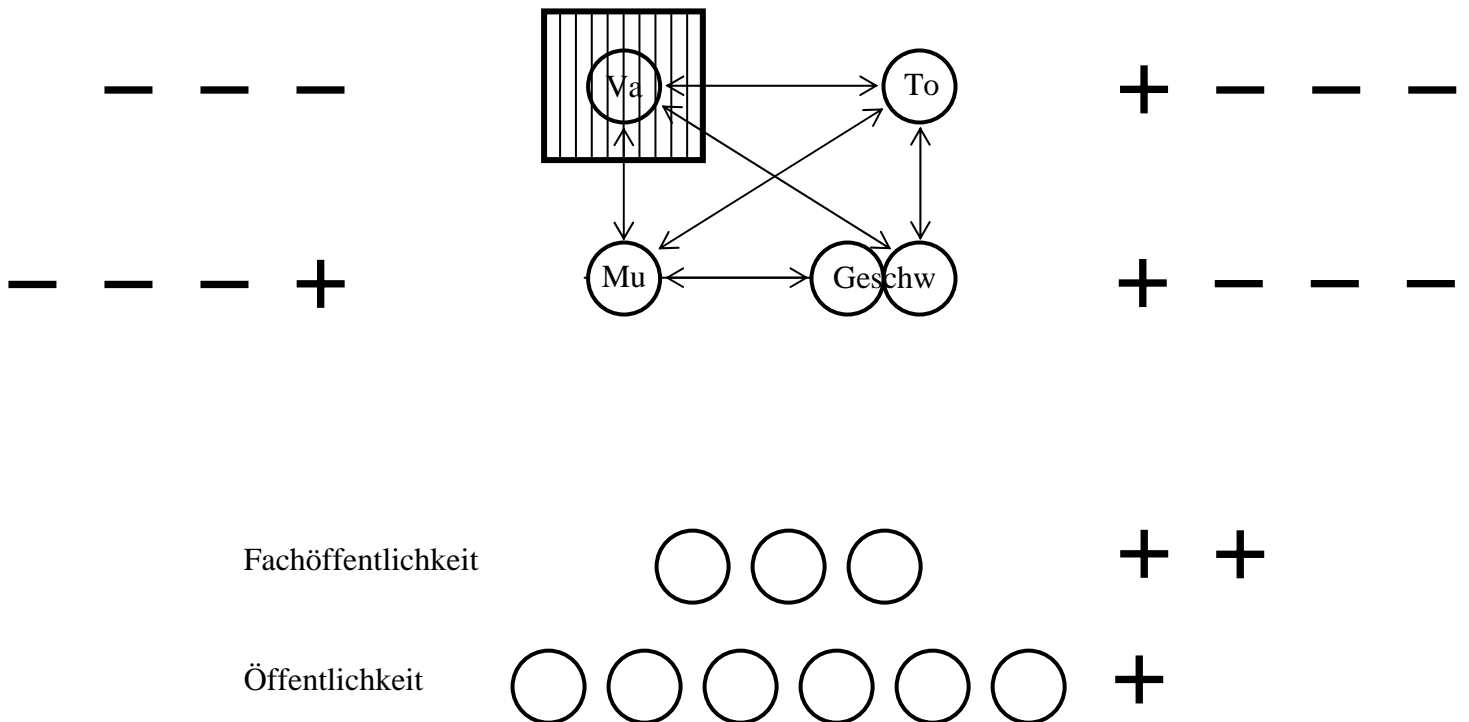 − − − Va To + − − −
− − − + Mu Geschw + − − −
Fachöffentlichkeit + +
Öffentlichkeit +